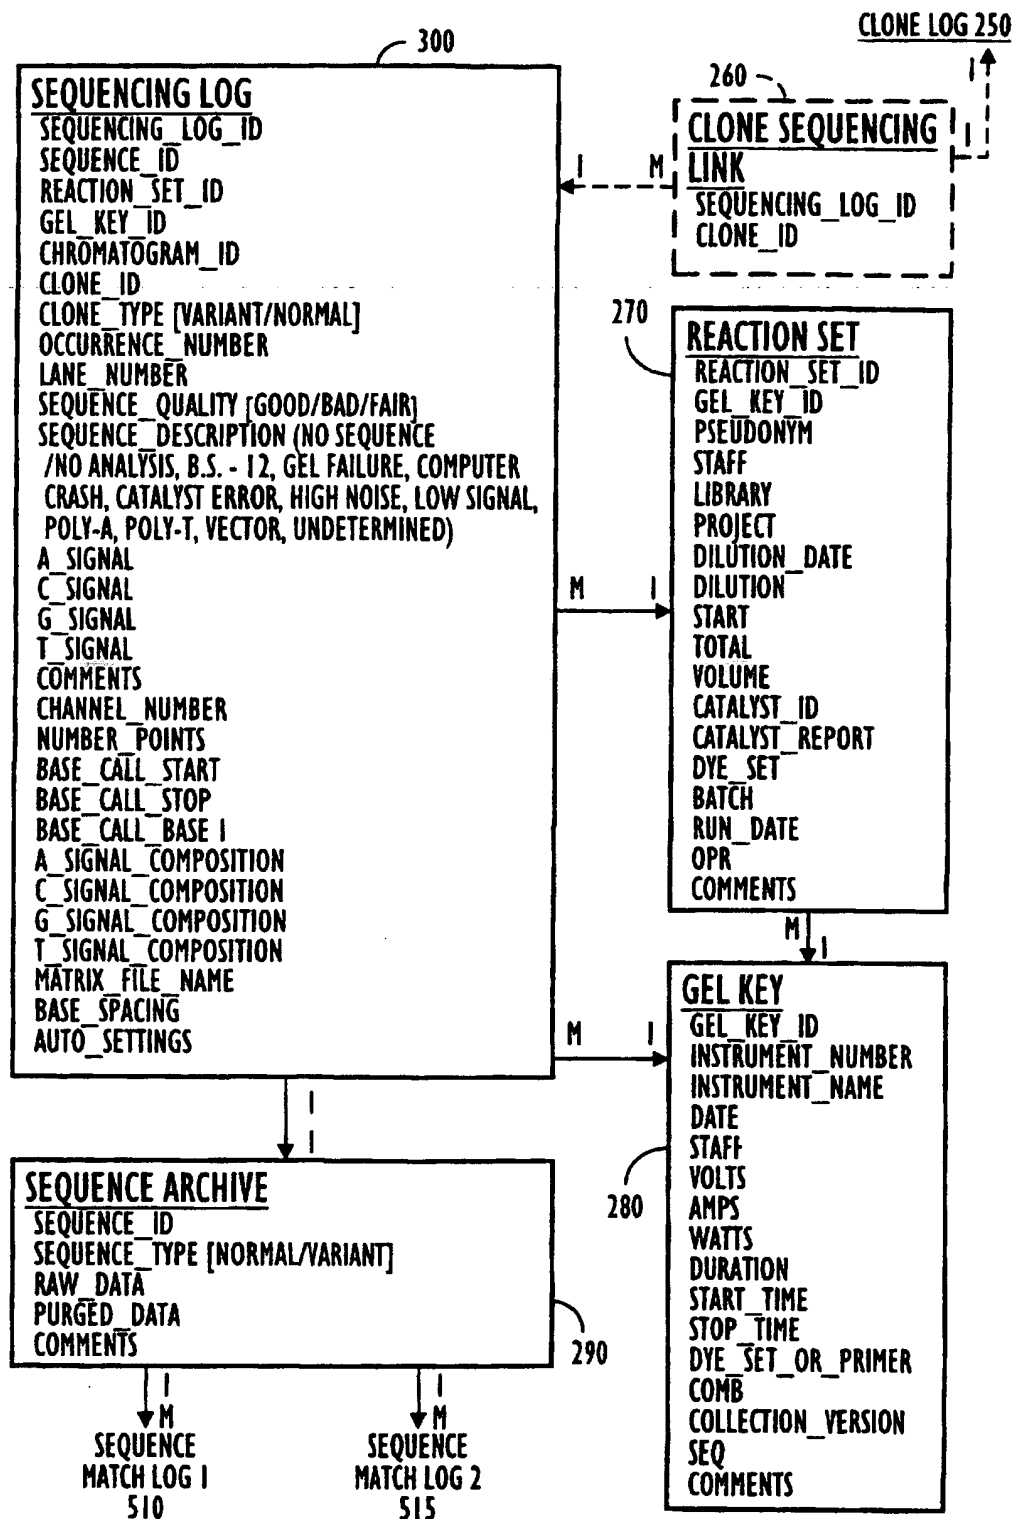 CLONE LOG 250
300
SEQUENCING LOG
SEQUENCING_LOG_ID
SEQUENCE_ID
REACTION_SET_ID
GEL_KEY_ID
CHROMATOGRAM_ID
CLONE_ID
CLONE_TYPE [VARIANT/NORMAL]
OCCURRENCE_NUMBER
LANE_NUMBER
SEQUENCE_QUALITY [GOOD/BAD/FAIR]
SEQUENCE_DESCRIPTION (NO SEQUENCE
/NO ANALYSIS, B.S. - 12, GEL FAILURE, COMPUTER
CRASH, CATALYST ERROR, HIGH NOISE, LOW SIGNAL,
POLY-A, POLY-T, VECTOR, UNDETERMINED)
A_SIGNAL
C_SIGNAL
G_SIGNAL
T_SIGNAL
COMMENTS
CHANNEL_NUMBER
NUMBER_POINTS
BASE_CALL_START
BASE_CALL_STOP
BASE_CALL_BASE 1
A_SIGNAL_COMPOSITION
C_SIGNAL_COMPOSITION
G_SIGNAL_COMPOSITION
T_SIGNAL_COMPOSITION
MATRIX_FILE_NAME
BASE_SPACING
AUTO_SETTINGS
1 M
260
CLONE SEQUENCING
LINK
SEQUENCING_LOG_ID
CLONE_ID
1
1
270
REACTION SET
REACTION_SET_ID
GEL_KEY_ID
PSEUDONYM
STAFF
LIBRARY
PROJECT
DILUTION_DATE
DILUTION
START
TOTAL
VOLUME
CATALYST_ID
CATALYST_REPORT
DYE_SET
BATCH
RUN_DATE
OPR
COMMENTS
M 1
M
1
M 1
GEL KEY
GEL_KEY_ID
INSTRUMENT_NUMBER
INSTRUMENT_NAME
DATE
STAFF
VOLTS
AMPS
WATTS
DURATION
START_TIME
STOP_TIME
DYE_SET_OR_PRIMER
COMB
COLLECTION_VERSION
SEQ
COMMENTS
280
1
1
SEQUENCE ARCHIVE
SEQUENCE_ID
SEQUENCE_TYPE [NORMAL/VARIANT]
RAW_DATA
PURGED_DATA
COMMENTS
290
1
M
SEQUENCE
MATCH LOG 1
510
1
M
SEQUENCE
MATCH LOG 2
515